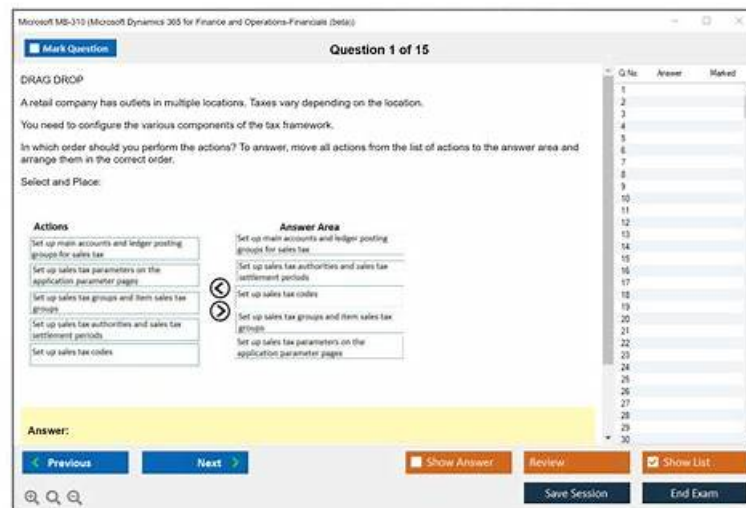 Microsoft MB-310 (Microsoft Dynamics 365 for Finance and Operations-Financials (beta))
Mark Question
Question 1 of 15
DRAG DROP
A retail company has outlets in multiple locations. Taxes vary depending on the location.
You need to configure the various components of the tax framework.
In which order should you perform the actions? To answer, move all actions from the list of actions to the answer area and
arrange them in the correct order.
Select and Place:
Actions
Set up main accounts and ledger posting
groups for sales tax
Set up sales tax parameters on the
application parameter pages
Set up sales tax groups and item sales tax
groups
Set up sales tax authorities and sales tax
settlement periods
Set up sales tax codes
Answer Area
Set up main accounts and ledger posting
groups for sales tax
Set up sales tax authorities and sales tax
settlement periods
Set up sales tax codes
Set up sales tax groups and item sales tax
groups
Set up sales tax parameters on the
application parameter pages
Answer:
Q.No. Answer Marked
1
2
3
4
5
6
7
8
9
10
11
12
13
14
15
16
17
18
19
20
21
22
23
24
25
26
27
28
29
30
Previous
Next
Show Answer
Review
Show List
Save Session
End Exam